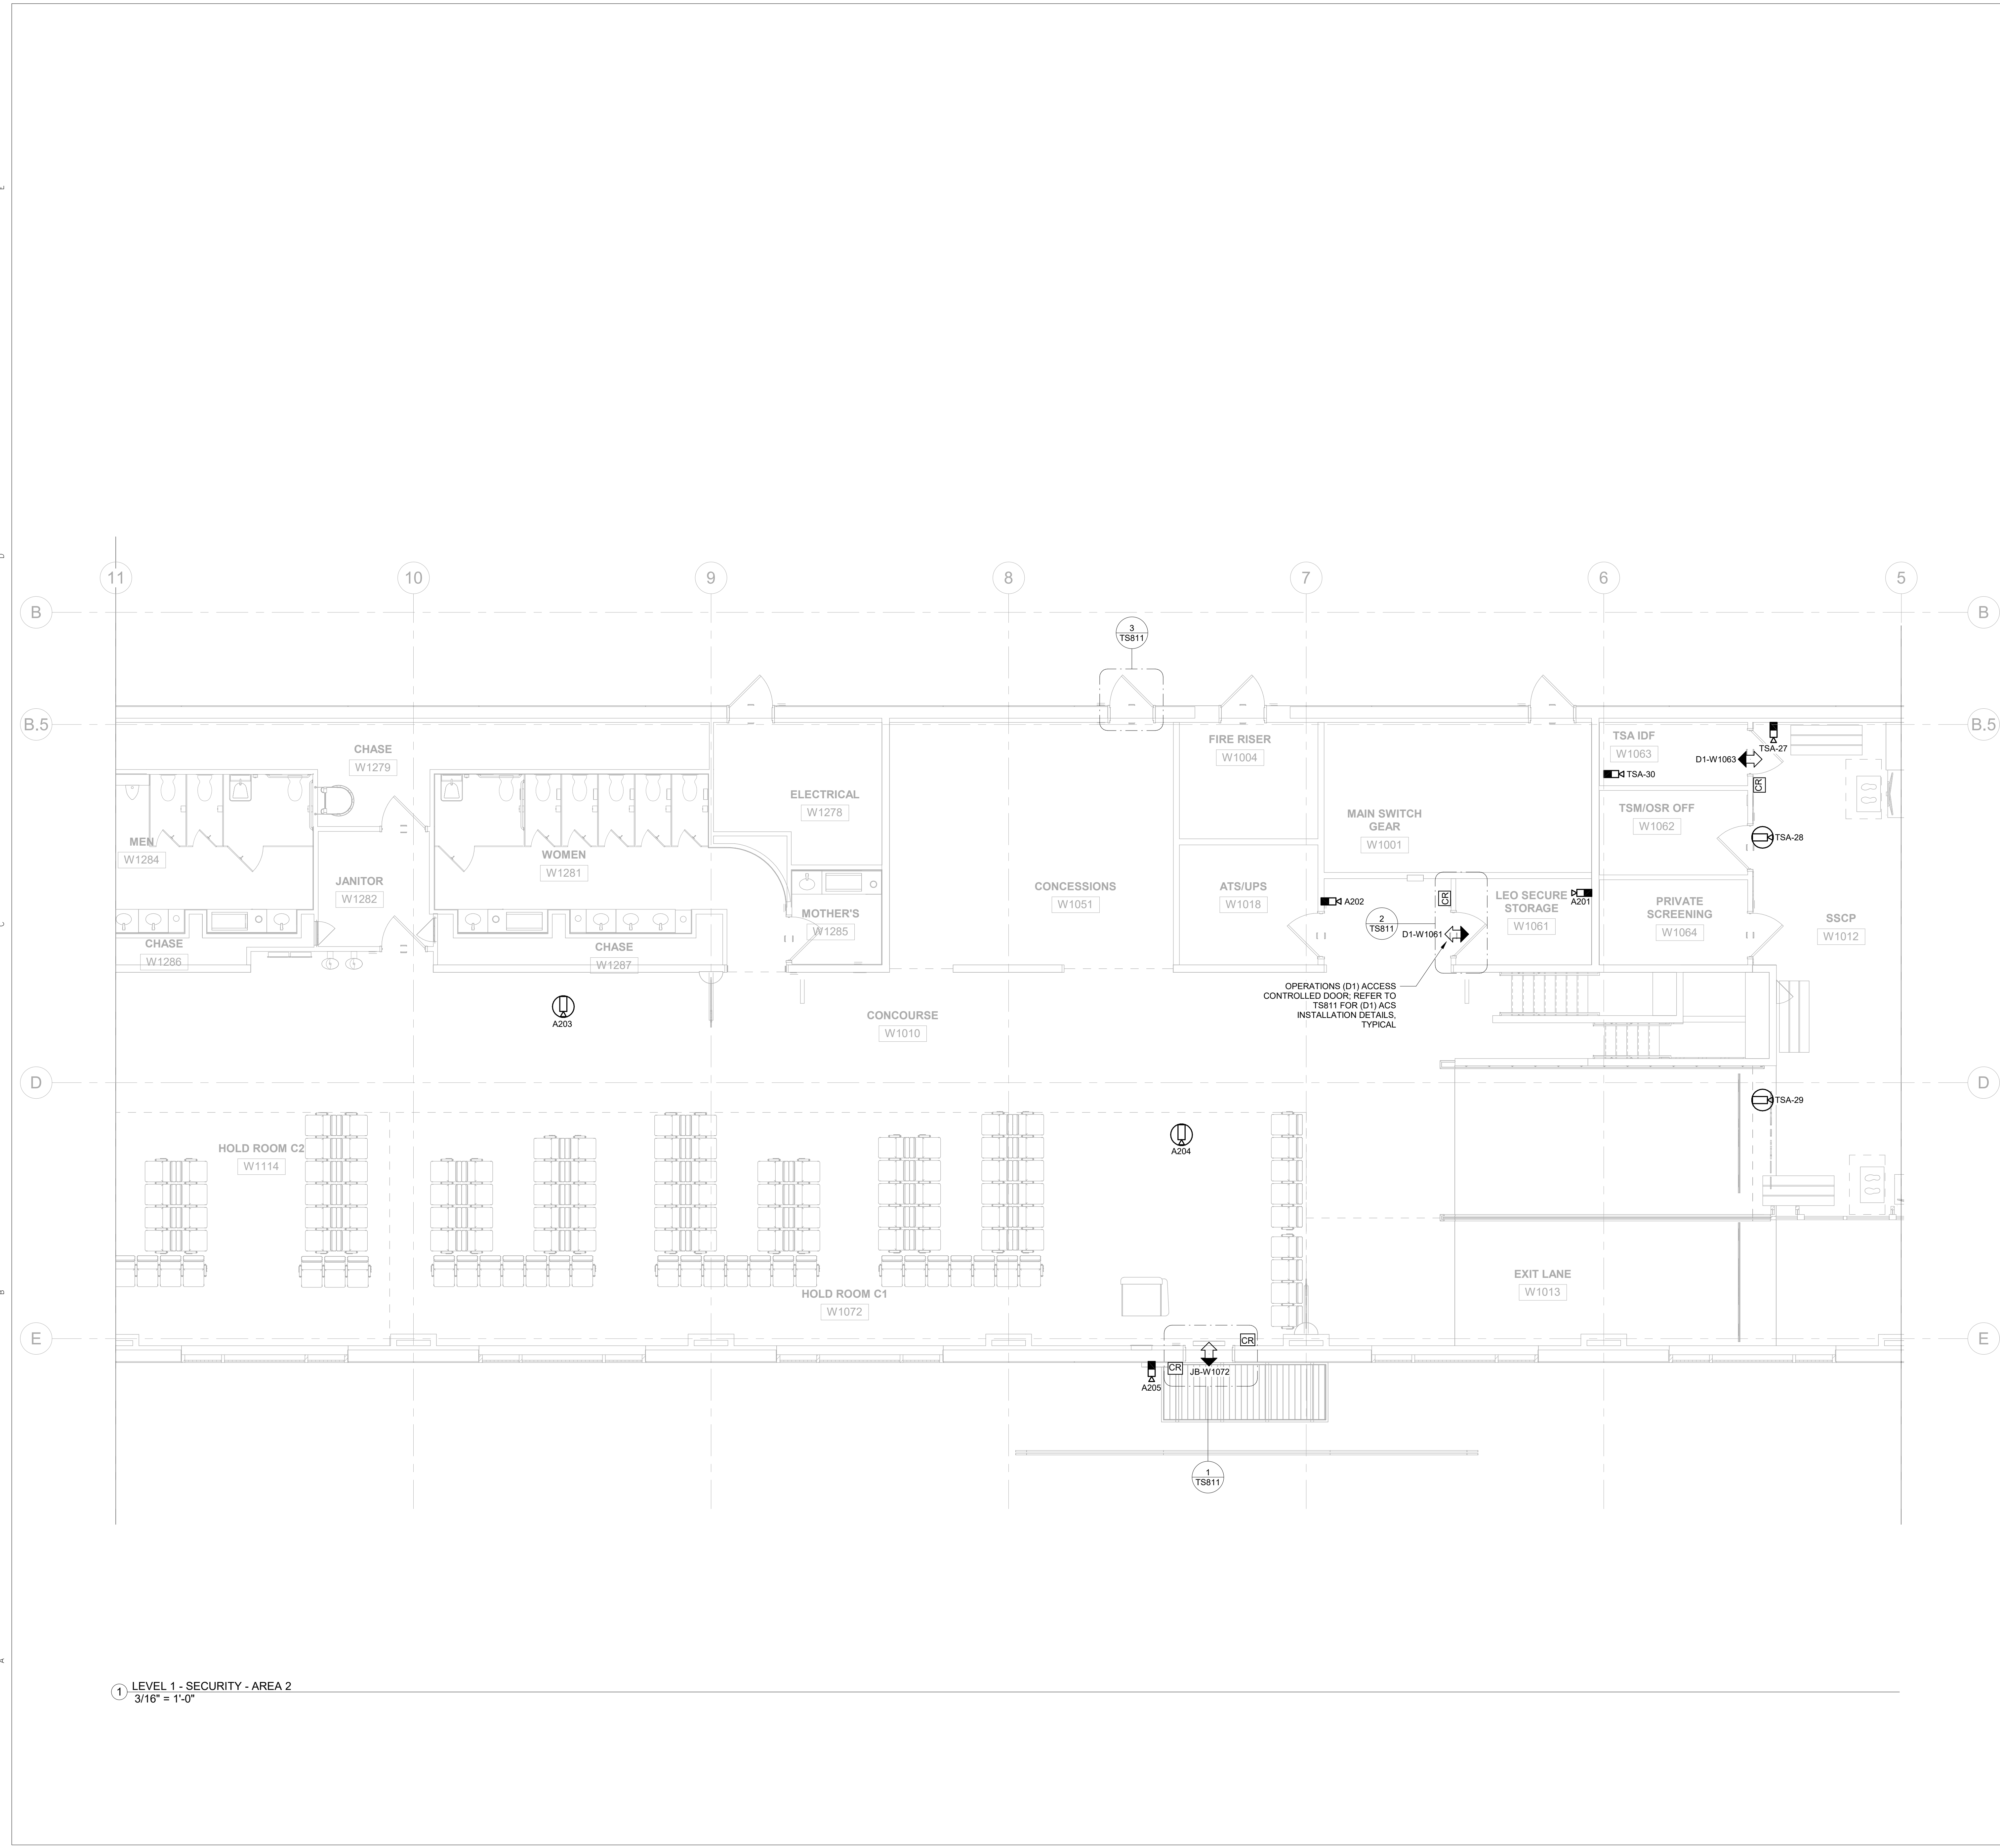 E
D
C
B
A
11
10
9
8
7
6
5
B
B
3
TS811
B.5
B.5
CHASE
W1279
ELECTRICAL
W1278
FIRE RISER
W1004
MAIN SWITCH
GEAR
W1001
TSA IDF
W1063
TSA-30
D1-W1063
TSA-27
CR
TSM/OSR OFF
W1062
TSA-28
MEN
W1284
WOMEN
W1281
JANITOR
W1282
MOTHER'S
W1285
CONCESSIONS
W1051
ATS/UPS
W1018
A202
CR
2
TS811
D1-W1061
LEO SECURE
STORAGE
W1061
A201
PRIVATE
SCREENING
W1064
SSCP
W1012
CHASE
W1286
CHASE
W1287
OPERATIONS (D1) ACCESS
CONTROLLED DOOR; REFER TO
TS811 FOR (D1) ACS
INSTALLATION DETAILS,
TYPICAL
A203
CONCOURSE
W1010
D
D
TSA-29
HOLD ROOM C2
W1114
A204
EXIT LANE
W1013
HOLD ROOM C1
W1072
E
E
CR
CR
JB-W1072
A205
1
TS811
1
LEVEL 1 - SECURITY - AREA 2
3/16" = 1'-0"